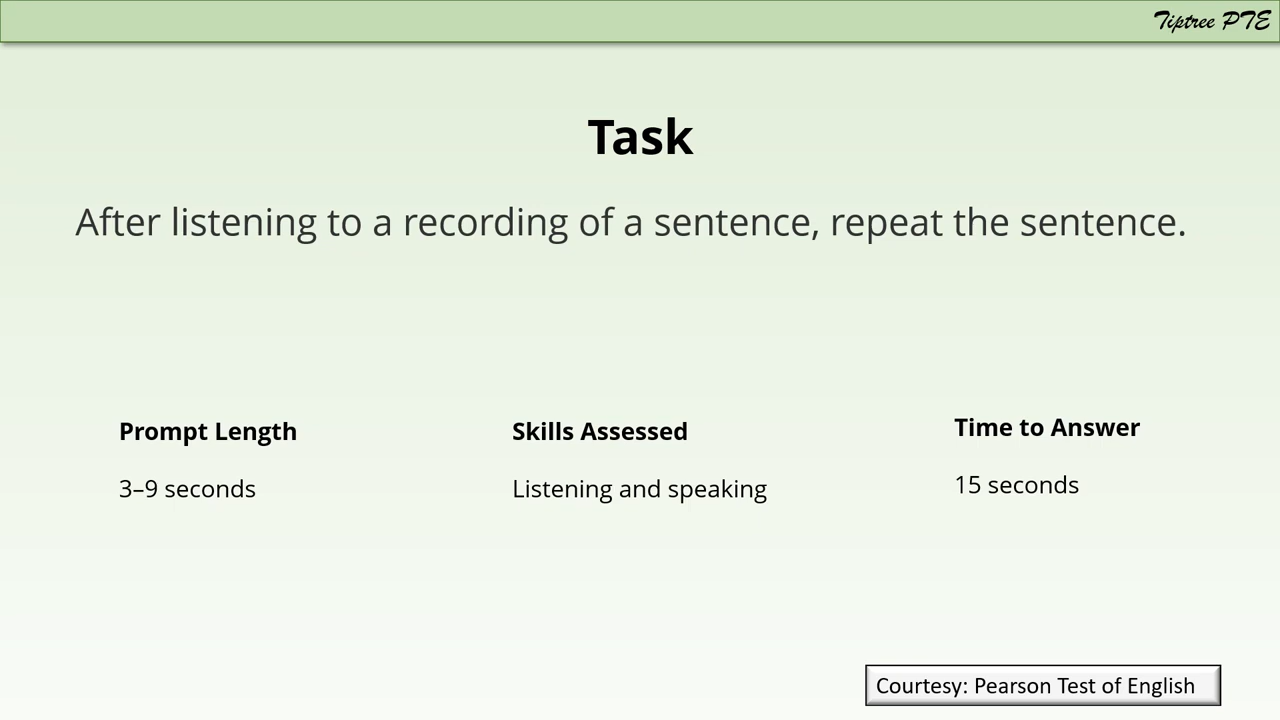 Tiptree PTE
Task
After listening to a recording of a sentence, repeat the sentence.
Prompt Length
3–9 seconds
Skills Assessed
Listening and speaking
Time to Answer
15 seconds
Courtesy: Pearson Test of English